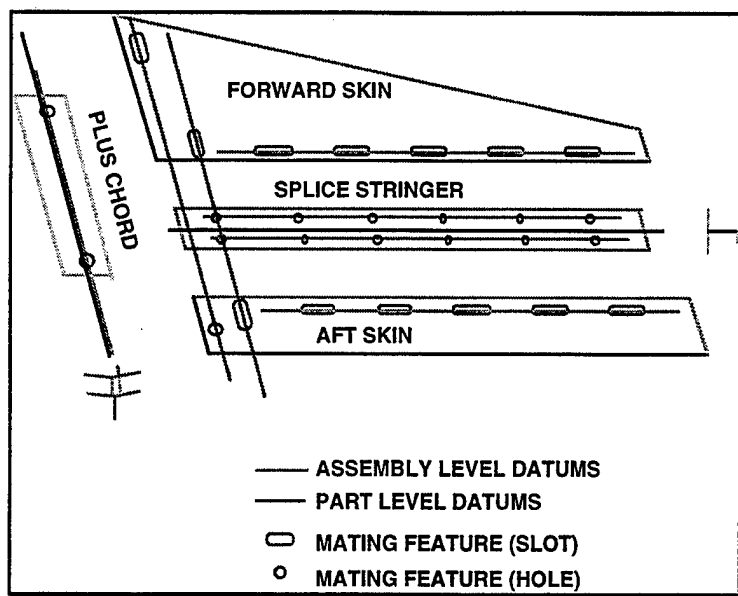 FORWARD SKIN
PLUS CHORD
SPLICE STRINGER
AFT SKIN
ASSEMBLY LEVEL DATUMS
PART LEVEL DATUMS
MATING FEATURE (SLOT)
MATING FEATURE (HOLE)